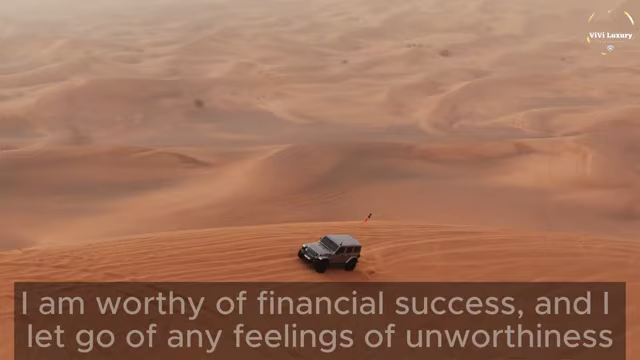 ViVi Luxury
I am worthy of financial success, and I
let go of any feelings of unworthiness